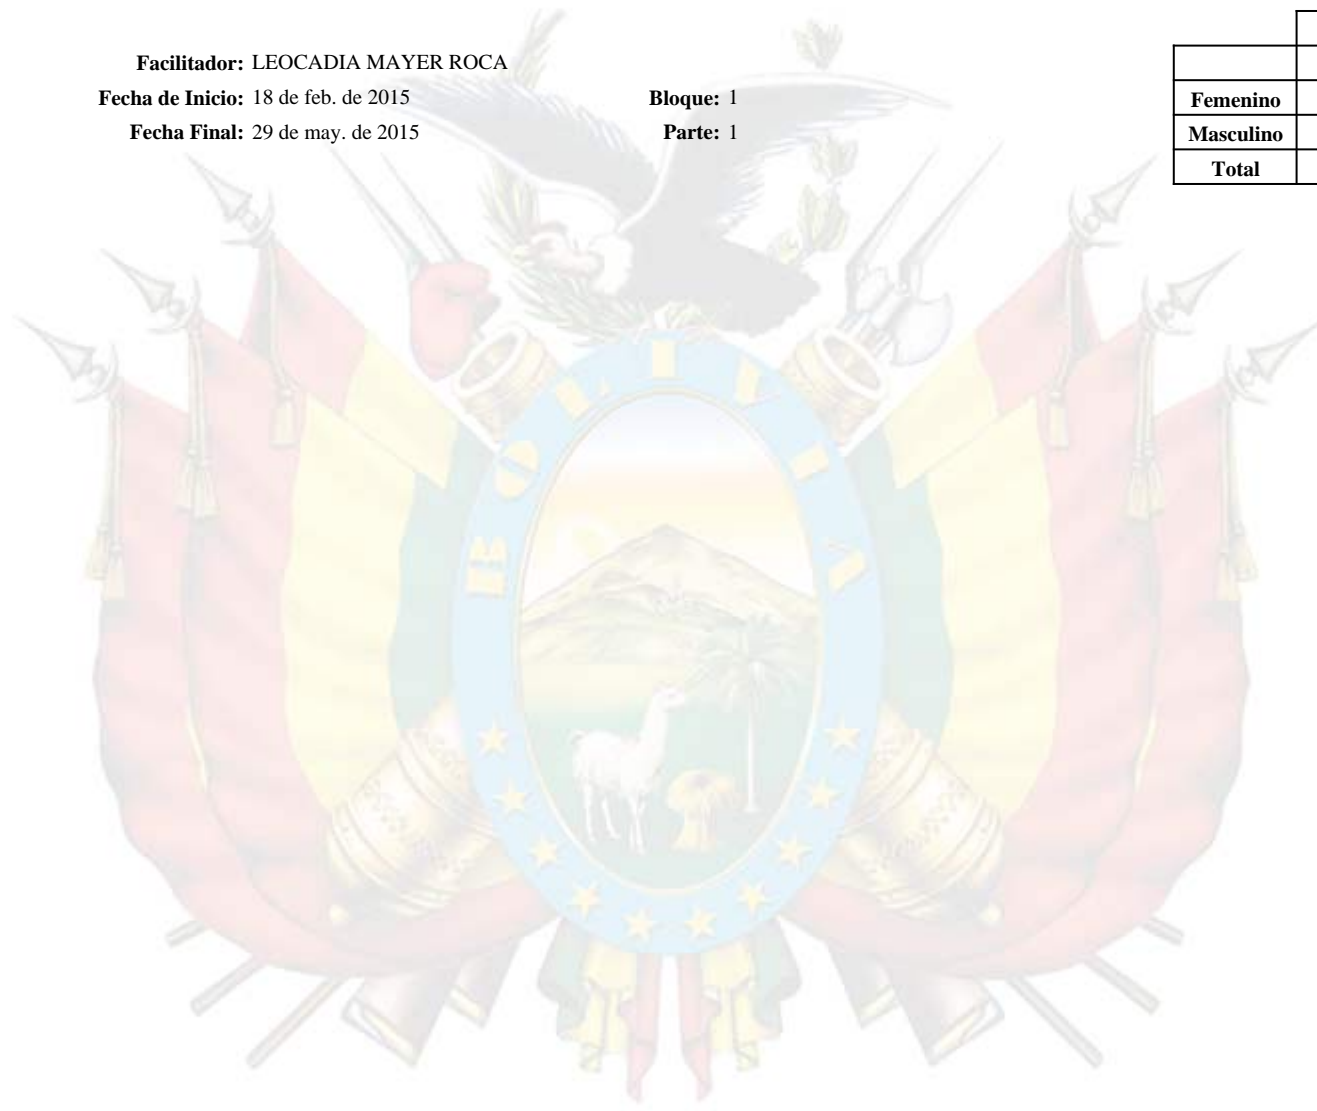 Facilitador: LEOCADIA MAYER ROCA
Fecha de Inicio: 18 de feb. de 2015 Bloque: 1
Fecha Final: 29 de may. de 2015 Parte: 1
Femenino
Masculino
Total
BOLIVIA